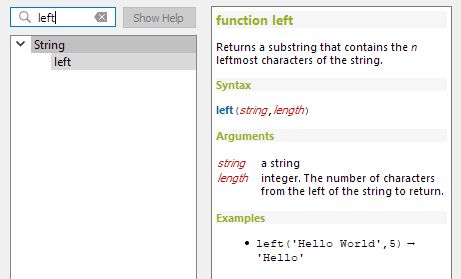 left
Show Help
String
left
function left
Returns a substring that contains the n
leftmost characters of the string.
Syntax
left(string,length)
Arguments
string a string
length integer. The number of characters
from the left of the string to return.
Examples
• left('Hello World',5) →
'Hello'